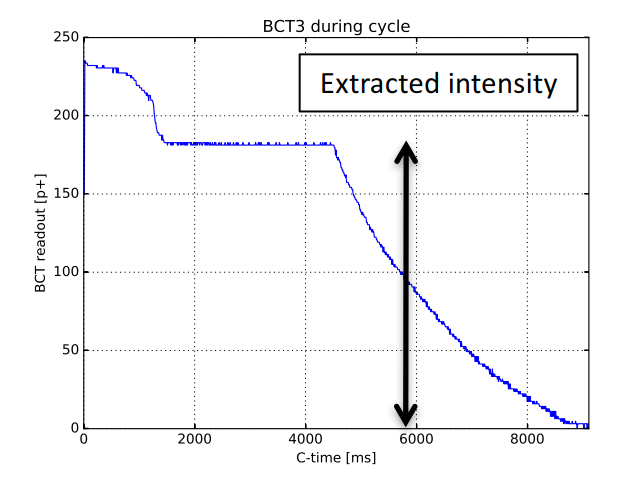 BCT3 during cycle
Extracted intensity
BCT readout [p+]
250
200
150
100
50
0
0 2000 4000 6000 8000
C-time [ms]